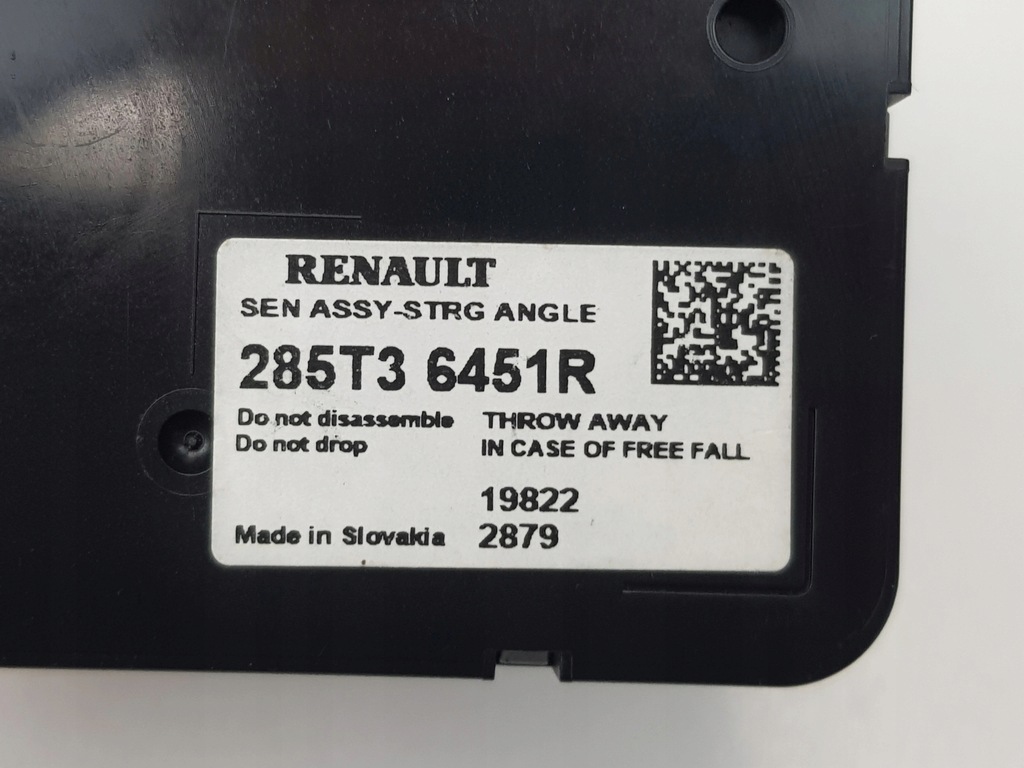 RENAULT
SEN ASSY-STRG ANGLE
285T3 6451R
Do not disassemble THROW AWAY
Do not drop IN CASE OF FREE FALL
19822
Made in Slovakia 2879